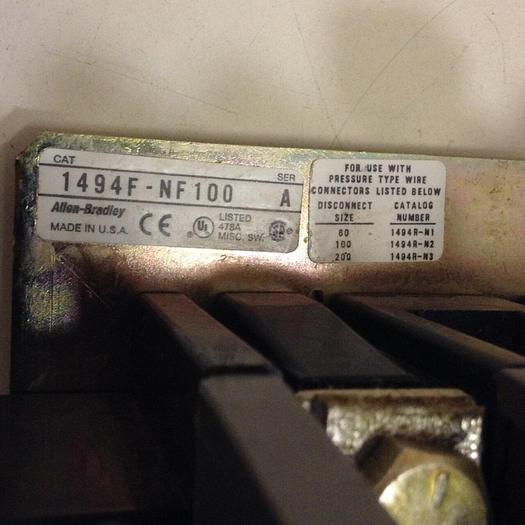 CAT SER
1494F-NF100 A
Allen-Bradley
MADE IN U.S.A. CE UL LISTED
478A
MISC. SW.
FOR USE WITH
PRESSURE TYPE WIRE
CONNECTORS LISTED BELOW
DISCONNECT CATALOG
SIZE NUMBER
60 - 1494R-N1
100 1494R-N2
200 1494R-N3